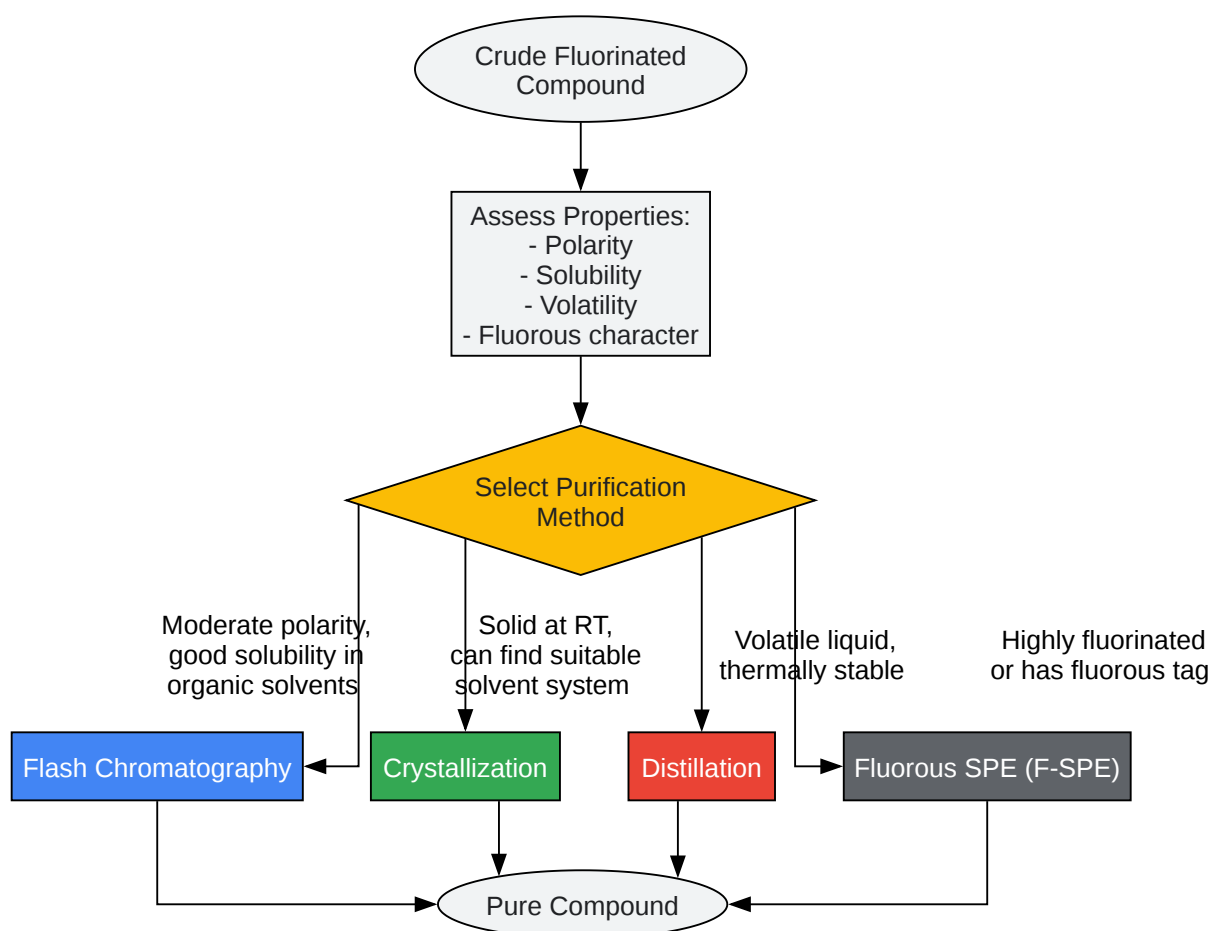 Crude Fluorinated
Compound
Assess Properties:
- Polarity
- Solubility
- Volatility
- Fluorous character
Select Purification
Method
Moderate polarity,
good solubility in
organic solvents
Solid at RT,
can find suitable
solvent system
Volatile liquid,
thermally stable
Highly fluorinated
or has fluorous tag
Flash Chromatography
Crystallization
Distillation
Fluorous SPE (F-SPE)
Pure Compound